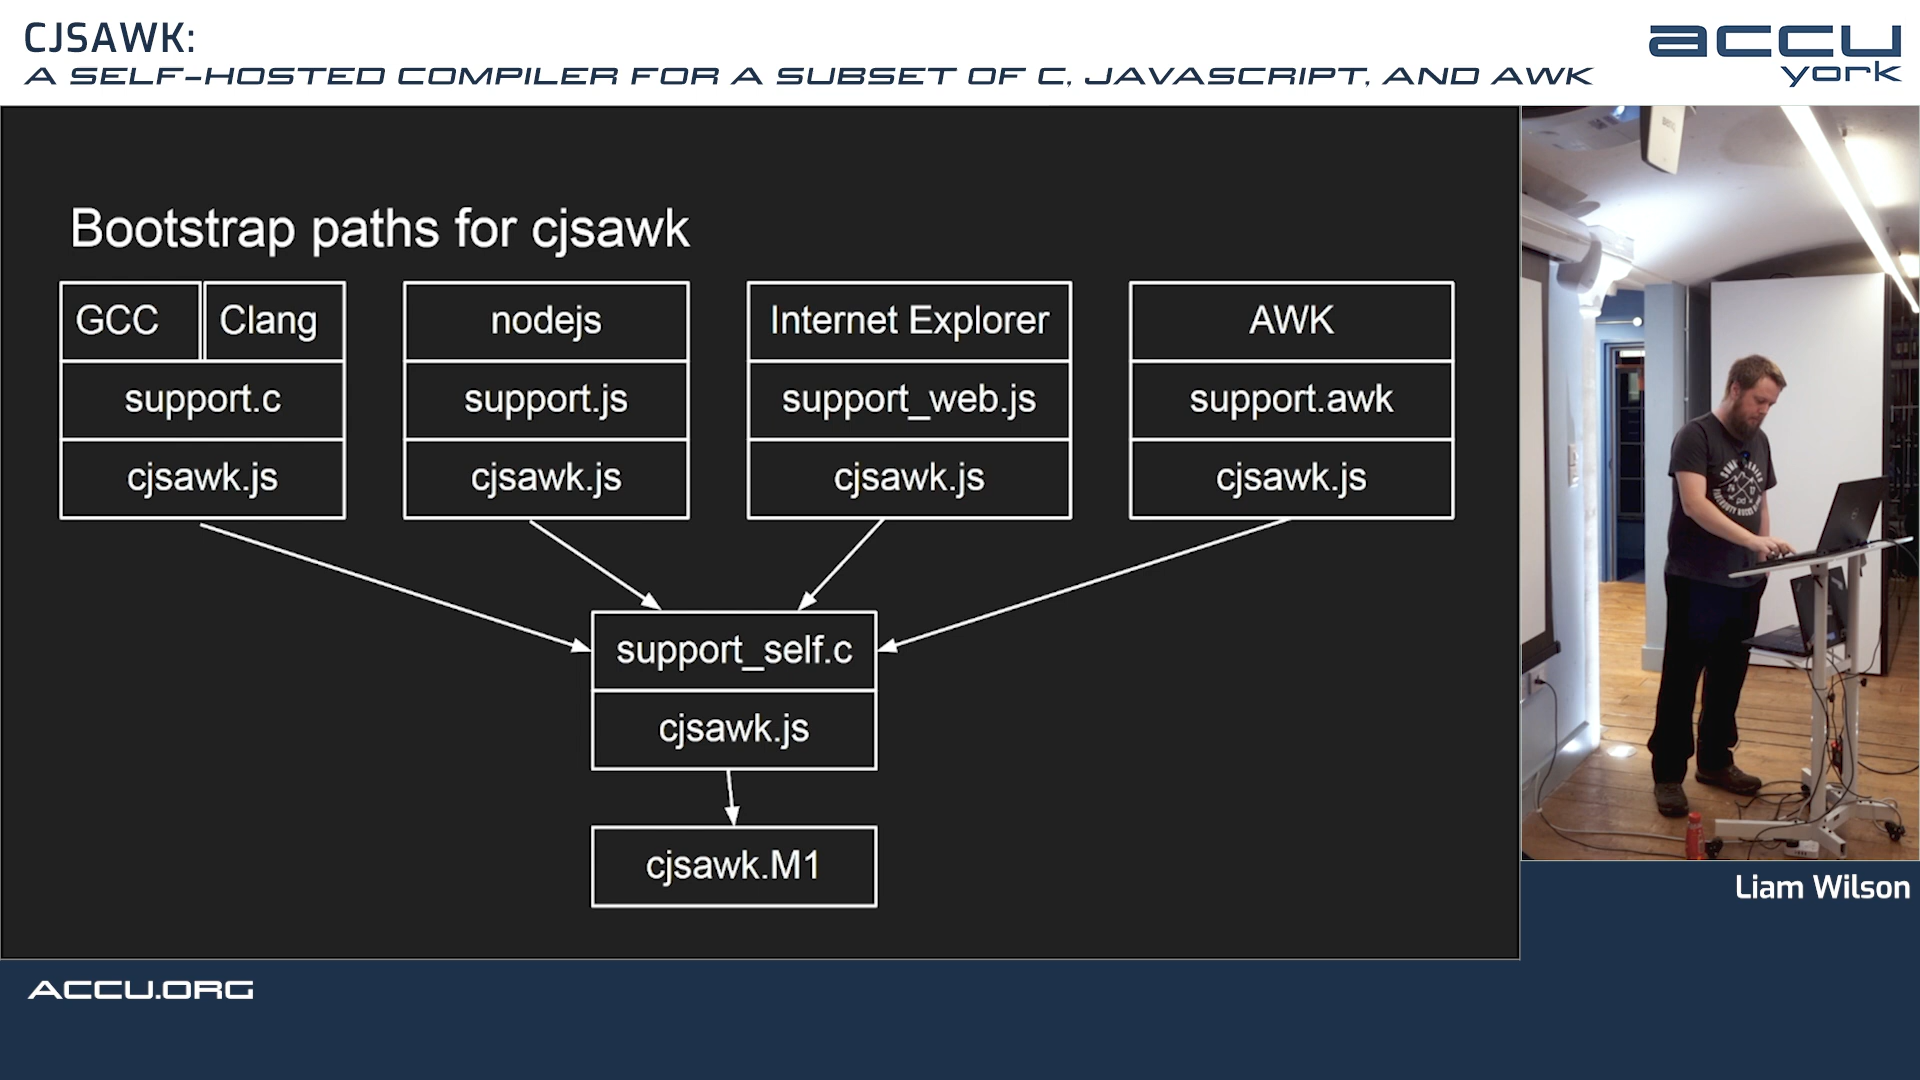 CJSAWK:
A SELF-HOSTED COMPILER FOR A SUBSET OF C, JAVASCRIPT, AND AWK
accu
york
Bootstrap paths for cjsawk
GCC Clang nodejs Internet Explorer AWK
support.c support.js support_web.js support.awk
cjsawk.js cjsawk.js cjsawk.js cjsawk.js
support_self.c
cjsawk.js
cjsawk.M1
Liam Wilson
ACCU.ORG